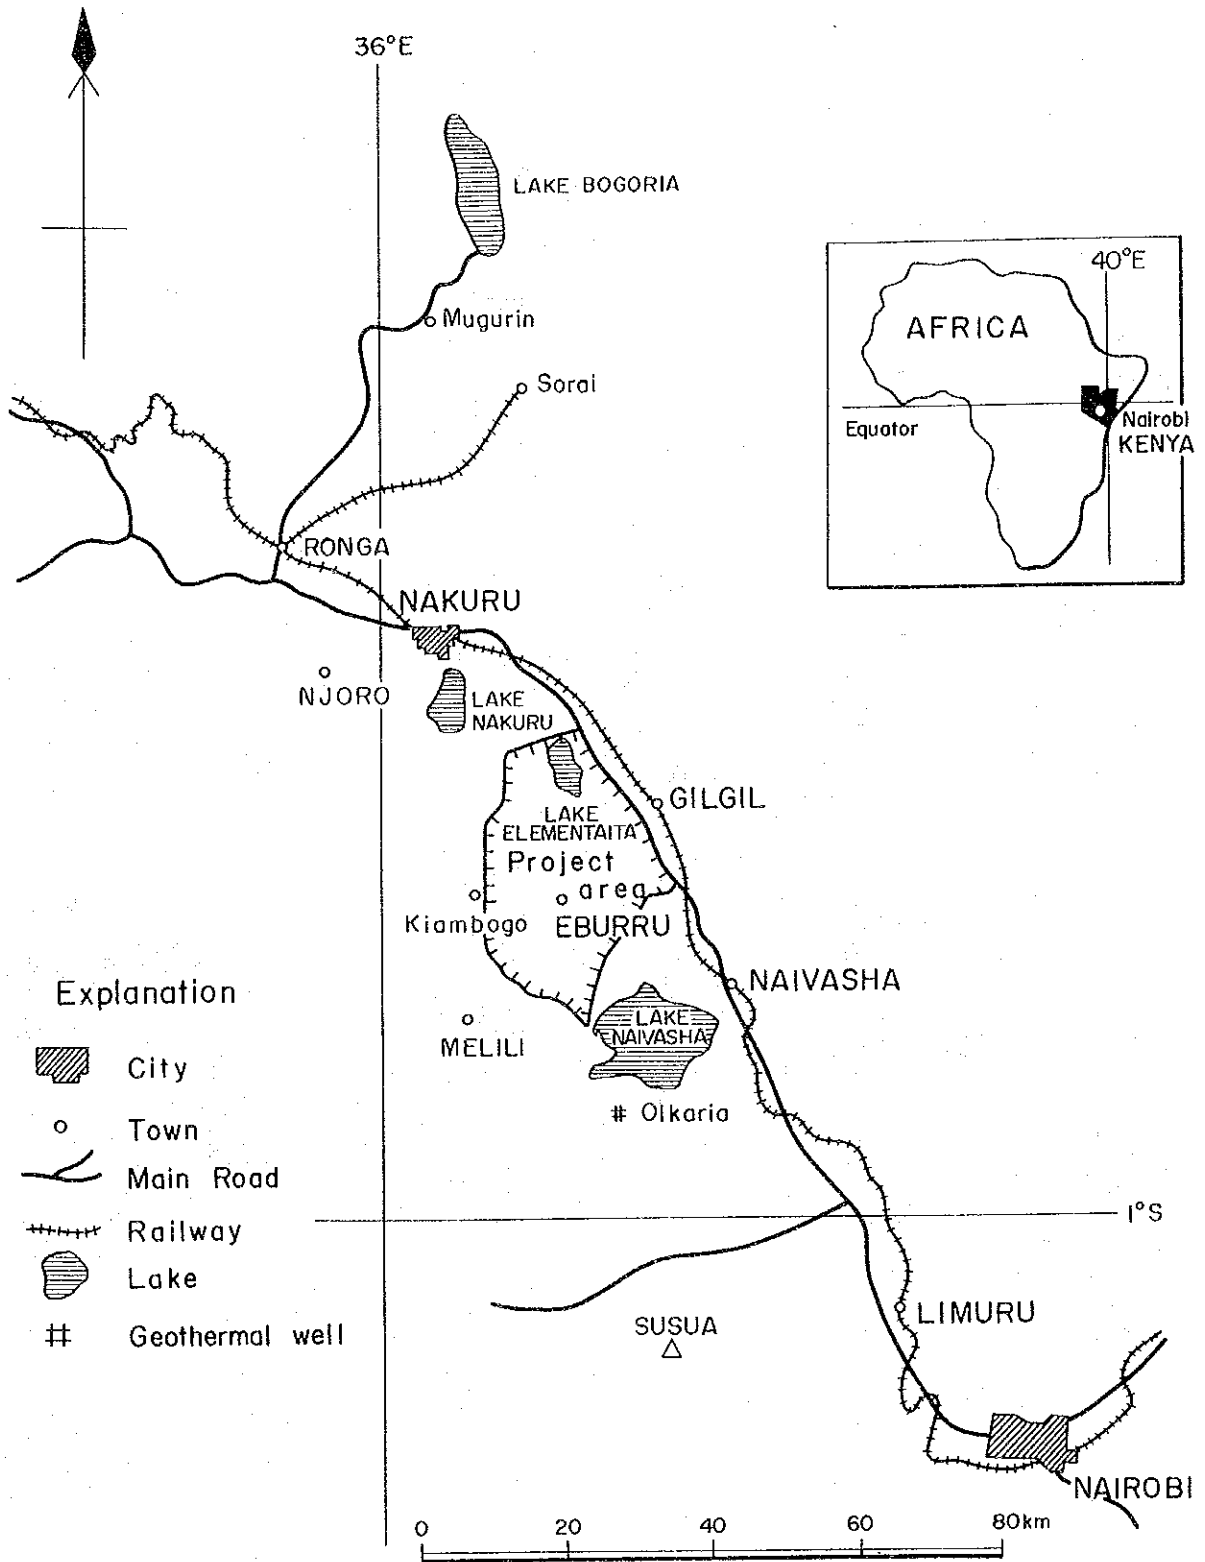 36°E
LAKE BOGORIA
40°E
AFRICA
Mugurin
Sorai
Equator
Nairobi
KENYA
RONGA
NAKURU
NJORO
LAKE
NAKURU
GILGIL
LAKE
ELEMENTAITA
Project
area
Kiambogo
EBURRU
NAIVASHA
Explanation
LAKE
NAIVASHA
MELILI
City
Olkaria
Town
Main Road
1°S
Railway
Lake
LIMURU
SUSUA
Geothermal well
NAIROBI
0 20 40 60 80km